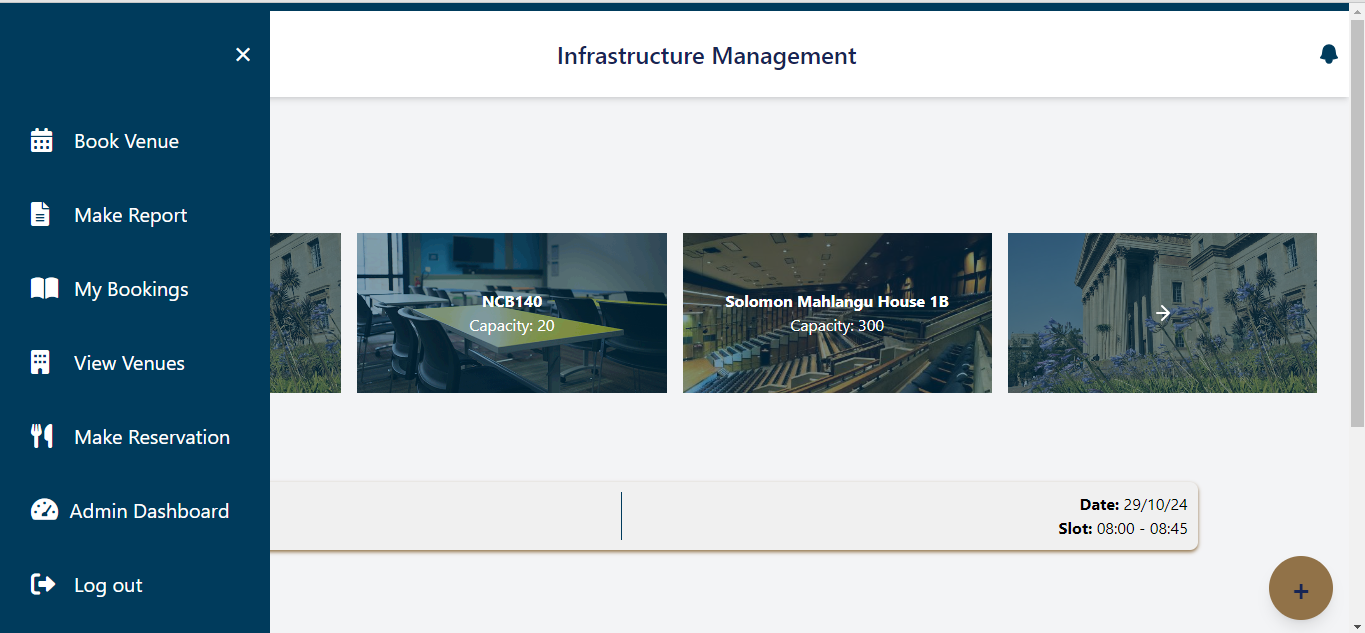 Infrastructure Management
Book Venue
Make Report
My Bookings
View Venues
Make Reservation
Admin Dashboard
Log out
NCB140
Capacity: 20
Solomon Mahlangu House 1B
Capacity: 300
Date: 29/10/24
Slot: 08:00 - 08:45